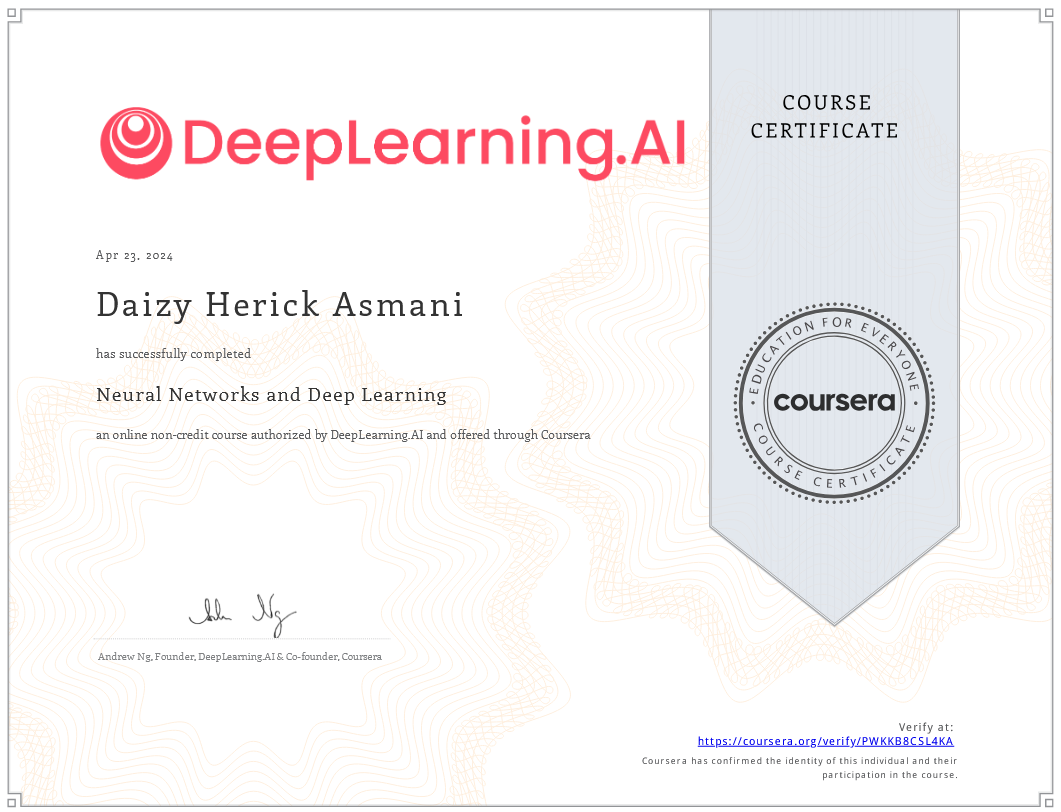 DeepLearning.AI
COURSE
CERTIFICATE
Apr 23, 2024
Daizy Herick Asmani
has successfully completed
Neural Networks and Deep Learning
an online non-credit course authorized by DeepLearning.AI and offered through Coursera
EDUCATION FOR EVERYONE
coursera
COURSE CERTIFICATE
Andrew Ng, Founder, DeepLearning.AI & Co-founder, Coursera
Verify at:
https://coursera.org/verify/PWKKB8CSL4KA
Coursera has confirmed the identity of this individual and their
participation in the course.